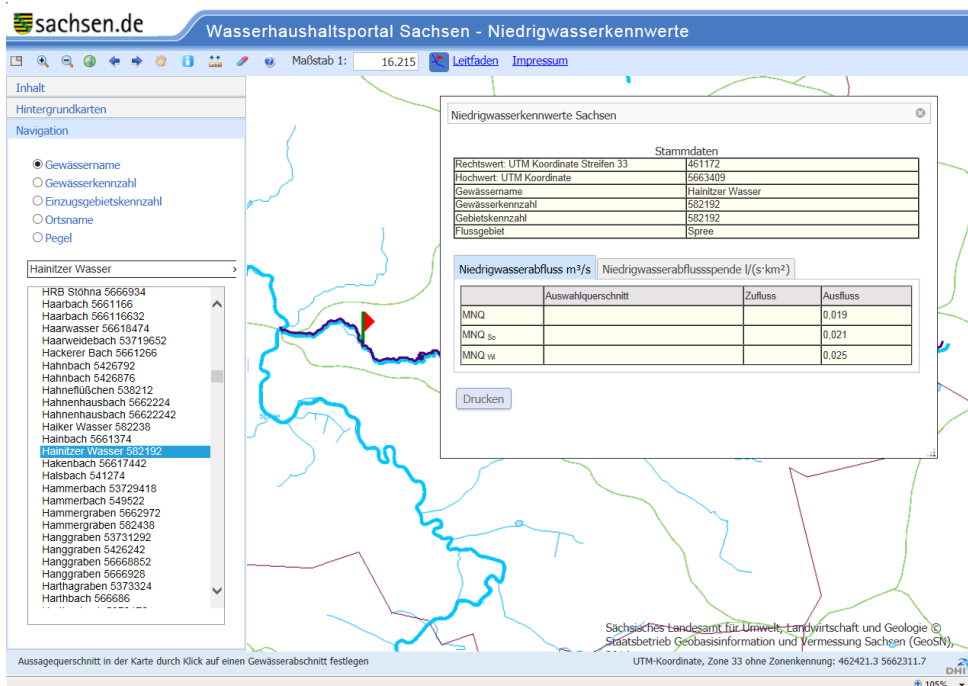 sachsen.de
Wasserhaushaltsportal Sachsen - Niedrigwasserkennwerte
Maßstab 1: 16.215 Leitfaden Impressum
Inhalt
Hintergrundkarten
Navigation
Gewässername
Gewässerkennzahl
Einzugsgebietskennzahl
Ortsname
Pegel
Hainitzer Wasser
HRB Stöhna 5666934
Haarbach 5661166
Haarbach 566116632
Haarwasser 56618474
Haarweidebach 53719652
Hackerer Bach 5661266
Hahnbach 5426792
Hahnbach 5426876
Hahneflüßchen 538212
Hahnenhausbach 5662224
Hahnenhausbach 56622242
Haiker Wasser 582238
Hainbach 5661374
Hainitzer Wasser 582192
Hakenbach 56617442
Halsbach 541274
Hammerbach 53729418
Hammerbach 549522
Hammergraben 5662972
Hammergraben 582438
Hanggraben 53731292
Hanggraben 5426242
Hanggraben 56668852
Hanggraben 5666928
Harthagraben 5373324
Harthbach 566686
Niedrigwasserkennwerte Sachsen
Stammdaten
Rechtswert: UTM Koordinate Streifen 33 461172
Hochwert: UTM Koordinate 5663409
Gewässername Hainitzer Wasser
Gewässerkennzahl 582192
Gebietskennzahl 582192
Flussgebiet Spree
Niedrigwasserabfluss m³/s Niedrigwasserabflussspende l/(s·km²)
Auswahlquerschnitt Zufluss Ausfluss
MNQ 0,019
MNQ So 0,021
MNQ Wi 0,025
Drucken
Spree
Sächsisches Landesamt für Umwelt, Landwirtschaft und Geologie ©
Staatsbetrieb Geobasisinformation und Vermessung Sachsen (GeoSN),
Aussagequerschnitt in der Karte durch Klick auf einen Gewässerabschnitt festlegen
UTM-Koordinate, Zone 33 ohne Zonenkennung: 462421.3 5662311.7
DHI
105%